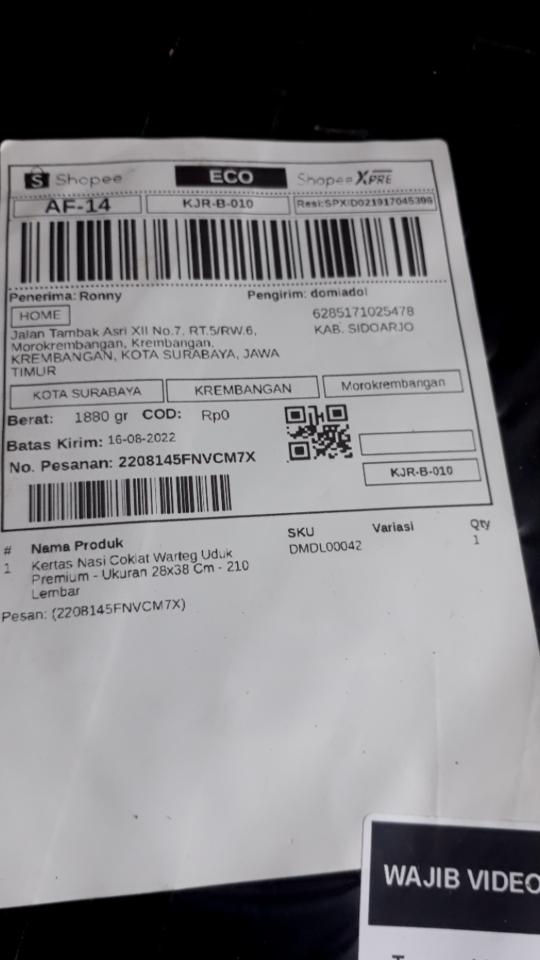 Shopee
ECO
Shopee XPRE
AF-14
KJR-B-010
Resi:SPXID021917045399
Penerima: Ronny
Pengirim: domiadol
HOME
6285171025478
Jalan Tambak Asri XII No.7, RT.5/RW.6,
KAB. SIDOARJO
Morokrembangan, Krembangan,
KREMBANGAN, KOTA SURABAYA, JAWA
TIMUR
KOTA SURABAYA
KREMBANGAN
Morokrembangan
Berat: 1880 gr COD: Rp0
Batas Kirim: 16-08-2022
No. Pesanan: 2208145FNVCM7X
KJR-B-010
# Nama Produk SKU Variasi Qty
1 Kertas Nasi Coklat Warteg Uduk DMDL00042 1
Premium - Ukuran 28x38 Cm - 210
Lembar
Pesan: (2208145FNVCM7X)
WAJIB VIDEO